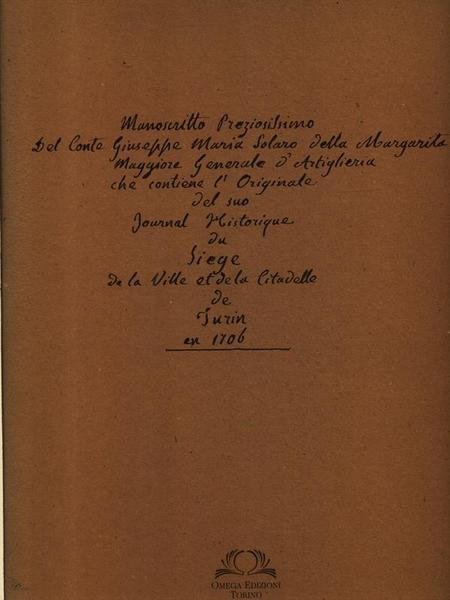 Manoscritto Preziosissimo
Del Conte Giuseppe Maria Solaro della Margarita
Maggiore Generale d'Artiglieria
che contiene l'Originale
del suo
Journal Historique
du
Siege
de la Ville et de la Citadelle
de
Turin
en 1706
OMEGA EDIZIONI
TORINO